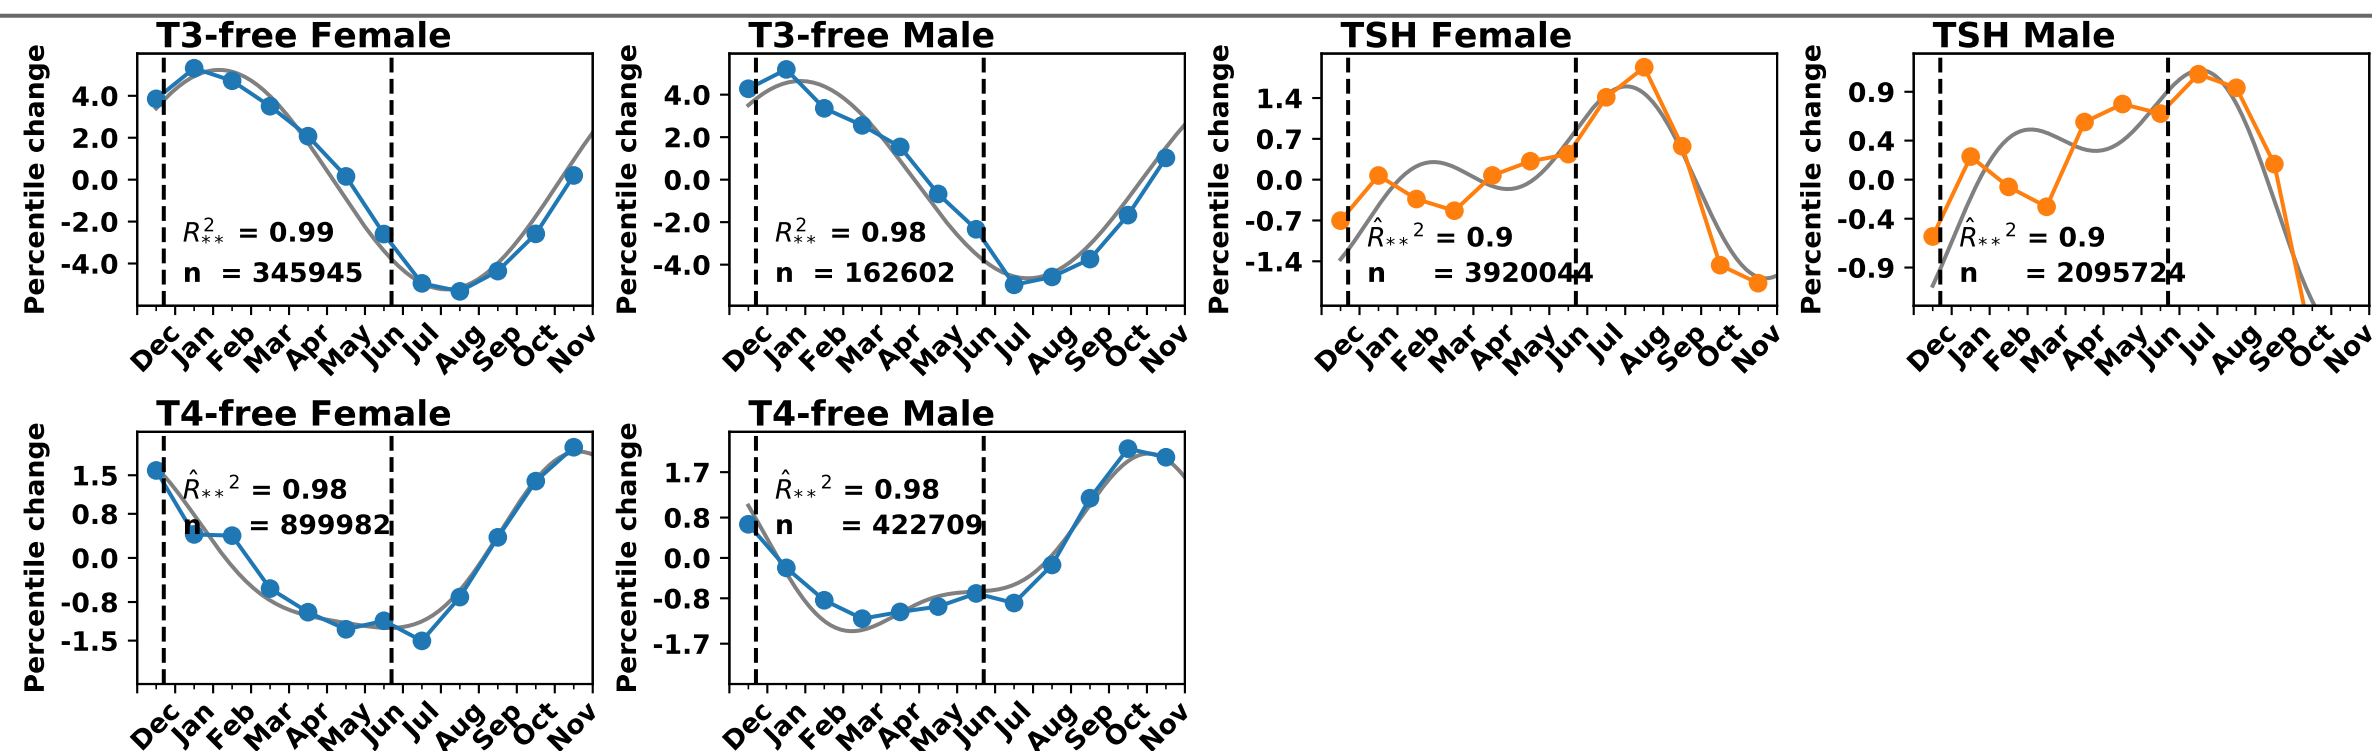 T3-free Female
Percentile change
4.0
2.0
0.0
-2.0
-4.0
R²** = 0.99
n = 345945
Dec Jan Feb Mar Apr May Jun Jul Aug Sep Oct Nov
T3-free Male
Percentile change
4.0
2.0
0.0
-2.0
-4.0
R²** = 0.98
n = 162602
Dec Jan Feb Mar Apr May Jun Jul Aug Sep Oct Nov
TSH Female
Percentile change
1.4
0.7
0.0
-0.7
-1.4
R̂**² = 0.9
n = 3920044
Dec Jan Feb Mar Apr May Jun Jul Aug Sep Oct Nov
TSH Male
Percentile change
0.9
0.4
0.0
-0.4
-0.9
R̂**² = 0.9
n = 2095724
Dec Jan Feb Mar Apr May Jun Jul Aug Sep Oct Nov
T4-free Female
Percentile change
1.5
0.8
0.0
-0.8
-1.5
R̂**² = 0.98
n = 899982
Dec Jan Feb Mar Apr May Jun Jul Aug Sep Oct Nov
T4-free Male
Percentile change
1.7
0.8
0.0
-0.8
-1.7
R̂**² = 0.98
n = 422709
Dec Jan Feb Mar Apr May Jun Jul Aug Sep Oct Nov